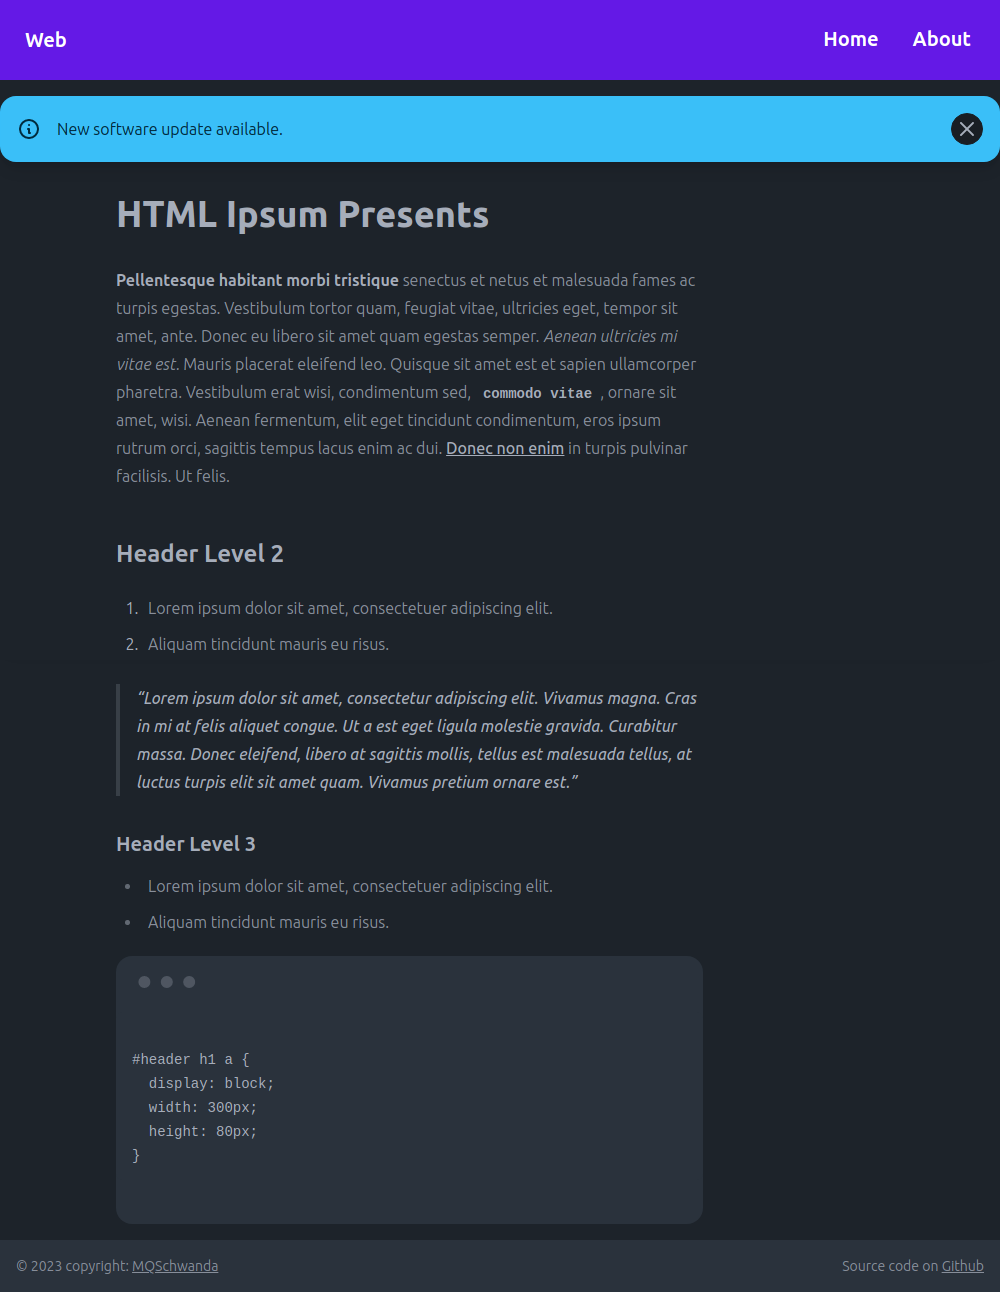 Web
Home
About
New software update available.
HTML Ipsum Presents
Pellentesque habitant morbi tristique senectus et netus et malesuada fames ac
turpis egestas. Vestibulum tortor quam, feugiat vitae, ultricies eget, tempor sit
amet, ante. Donec eu libero sit amet quam egestas semper. Aenean ultricies mi
vitae est. Mauris placerat eleifend leo. Quisque sit amet est et sapien ullamcorper
pharetra. Vestibulum erat wisi, condimentum sed, commodo vitae , ornare sit
amet, wisi. Aenean fermentum, elit eget tincidunt condimentum, eros ipsum
rutrum orci, sagittis tempus lacus enim ac dui. Donec non enim in turpis pulvinar
facilisis. Ut felis.
Header Level 2
1. Lorem ipsum dolor sit amet, consectetuer adipiscing elit.
2. Aliquam tincidunt mauris eu risus.
“Lorem ipsum dolor sit amet, consectetur adipiscing elit. Vivamus magna. Cras
in mi at felis aliquet congue. Ut a est eget ligula molestie gravida. Curabitur
massa. Donec eleifend, libero at sagittis mollis, tellus est malesuada tellus, at
luctus turpis elit sit amet quam. Vivamus pretium ornare est.”
Header Level 3
• Lorem ipsum dolor sit amet, consectetuer adipiscing elit.
• Aliquam tincidunt mauris eu risus.
#header h1 a {
  display: block;
  width: 300px;
  height: 80px;
}
© 2023 copyright: MQSchwanda
Source code on Github